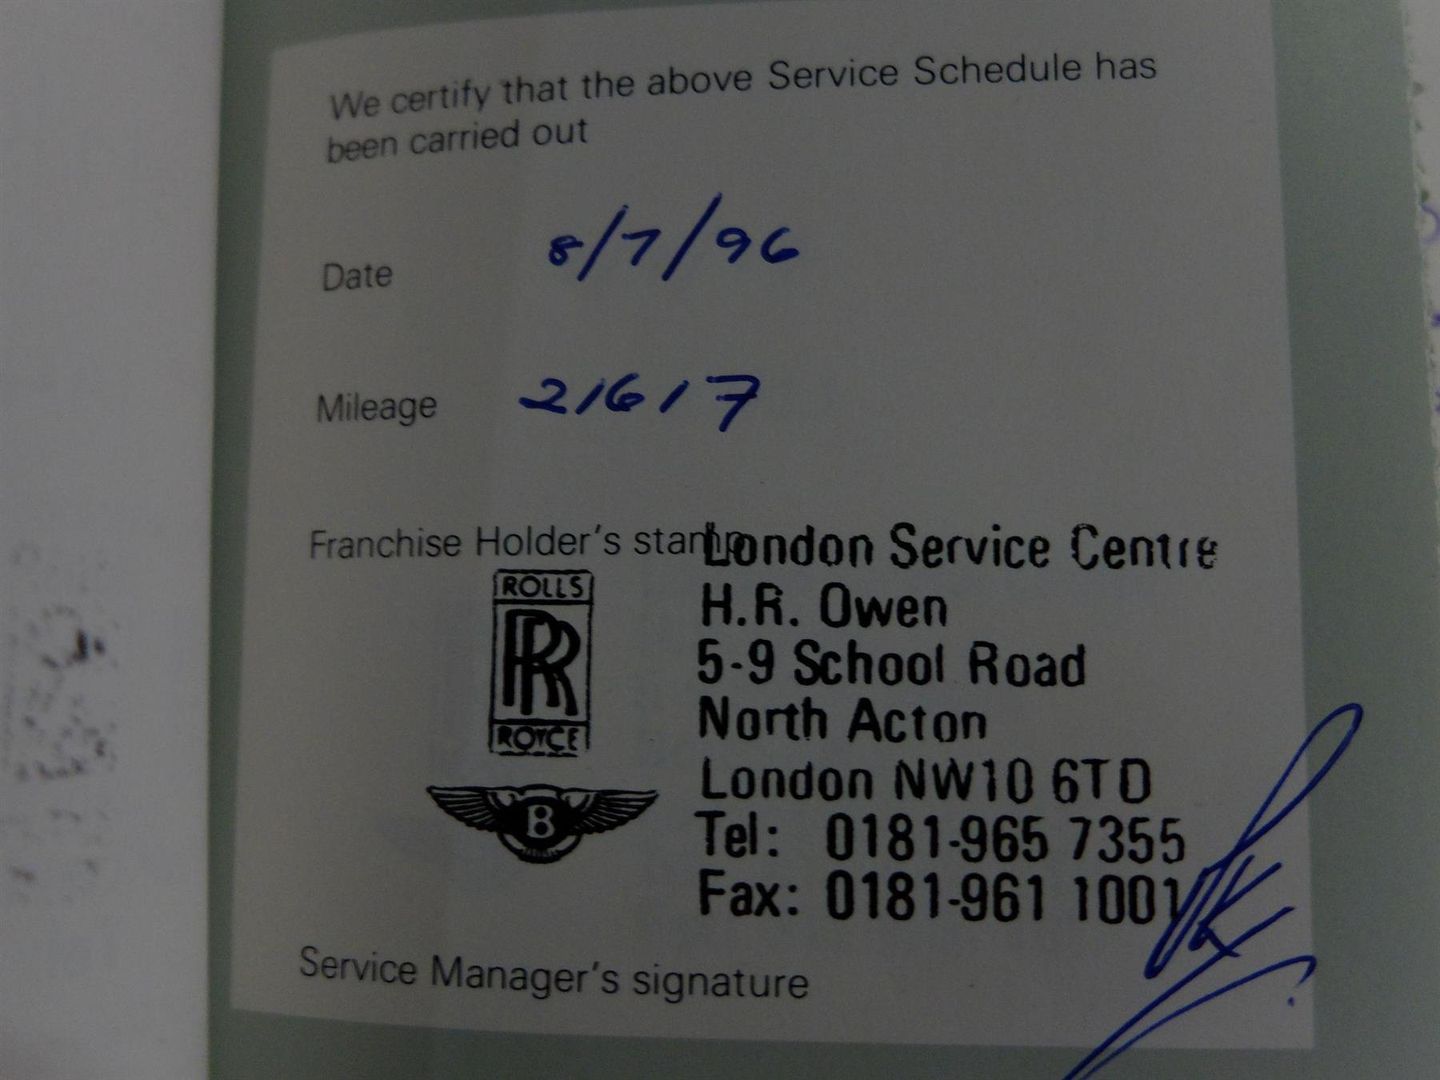 We certify that the above Service Schedule has
been carried out
Date 8/7/96
Mileage 21617
Franchise Holder's stamp
London Service Centre
ROLLS
RR
ROYCE
B
H.R. Owen
5-9 School Road
North Acton
London NW10 6TD
Tel: 0181-965 7355
Fax: 0181-961 1001
Service Manager's signature